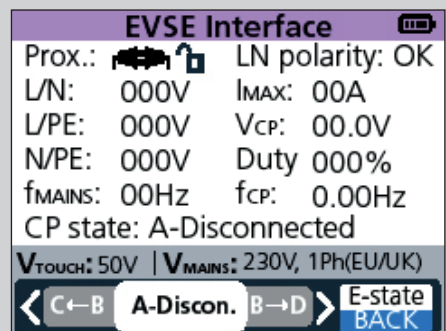 EVSE Interface
Prox.: LN polarity: OK
L/N: 000V IMAX: 00A
L/PE: 000V VCP: 00.0V
N/PE: 000V Duty 000%
fMAINS: 00Hz fCP: 0.00Hz
CP state: A-Disconnected
VTOUCH: 50V | VMAINS: 230V, 1Ph(EU/UK)
C←B A-Discon. B→D E-state
BACK